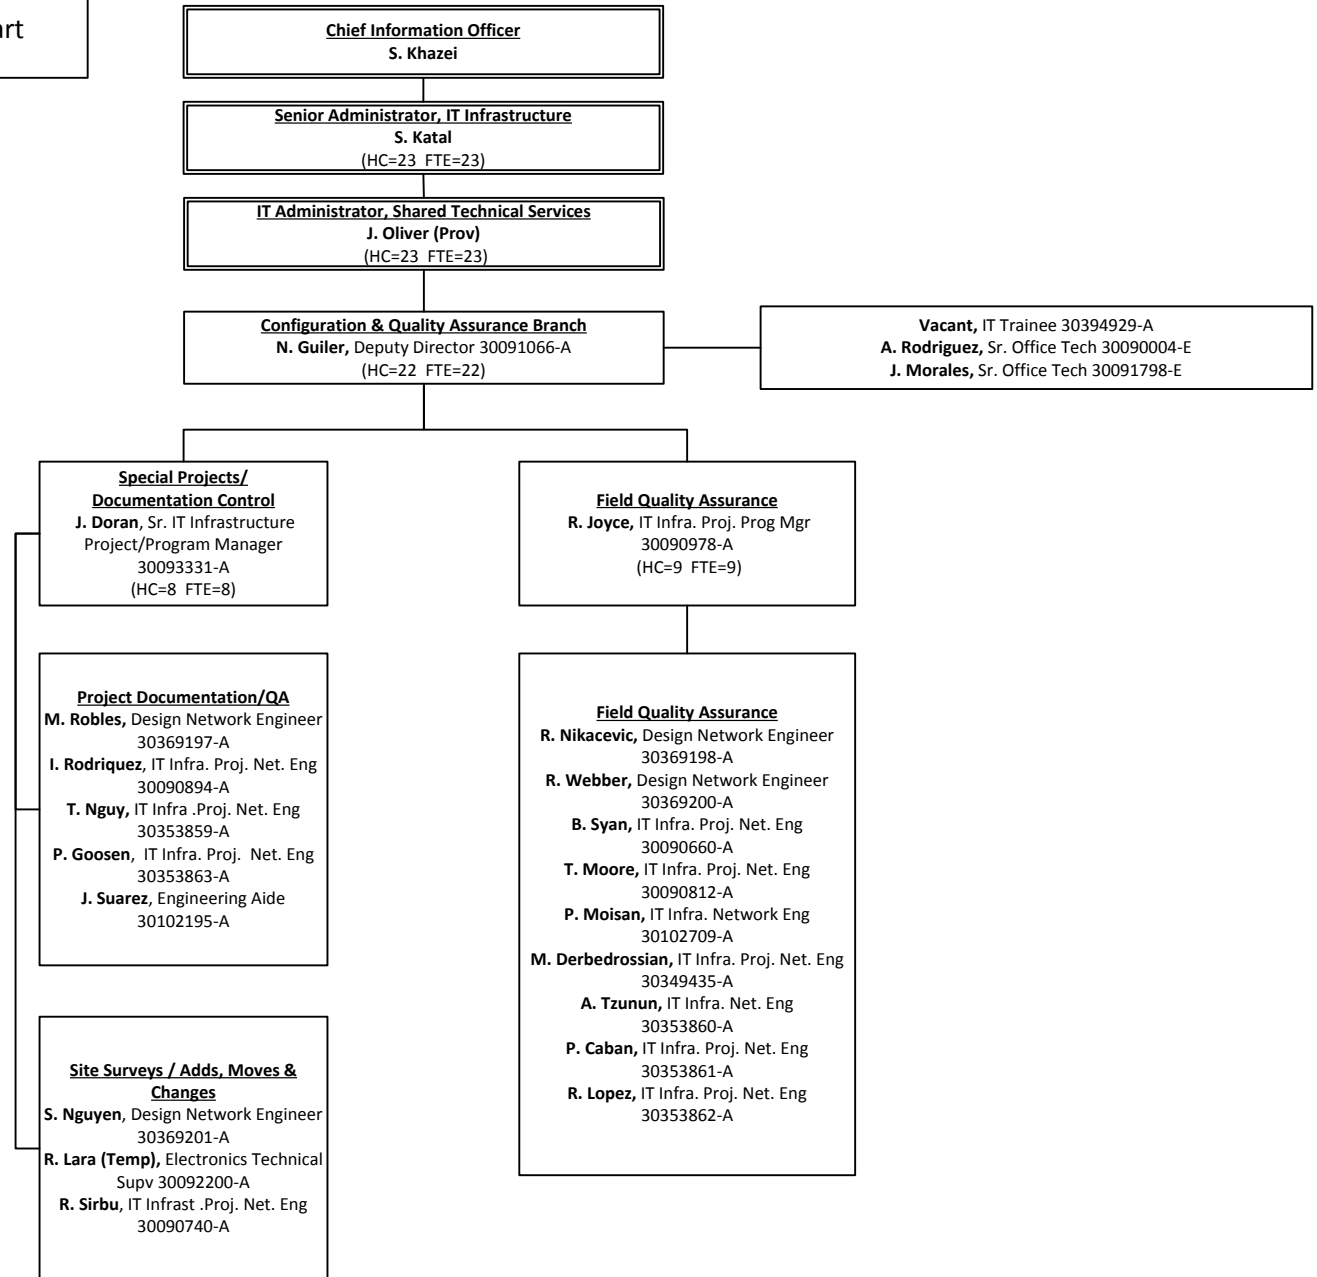 art
Chief Information Officer
S. Khazei
Senior Administrator, IT Infrastructure
S. Katal
(HC=23  FTE=23)
IT Administrator, Shared Technical Services
J. Oliver (Prov)
(HC=23  FTE=23)
Configuration & Quality Assurance Branch
N. Guiler, Deputy Director 30091066-A
(HC=22  FTE=22)
Vacant, IT Trainee 30394929-A
A. Rodriguez, Sr. Office Tech 30090004-E
J. Morales, Sr. Office Tech 30091798-E
Special Projects/
Documentation Control
J. Doran, Sr. IT Infrastructure
Project/Program Manager
30093331-A
(HC=8  FTE=8)
Field Quality Assurance
R. Joyce, IT Infra. Proj. Prog Mgr
30090978-A
(HC=9  FTE=9)
Project Documentation/QA
M. Robles, Design Network Engineer
30369197-A
I. Rodriquez, IT Infra. Proj. Net. Eng
30090894-A
T. Nguy, IT Infra .Proj. Net. Eng
30353859-A
P. Goosen,  IT Infra. Proj.  Net. Eng
30353863-A
J. Suarez, Engineering Aide
30102195-A
Field Quality Assurance
R. Nikacevic, Design Network Engineer
30369198-A
R. Webber, Design Network Engineer
30369200-A
B. Syan, IT Infra. Proj. Net. Eng
30090660-A
T. Moore, IT Infra. Proj. Net. Eng
30090812-A
P. Moisan, IT Infra. Network Eng
30102709-A
M. Derbedrossian, IT Infra. Proj. Net. Eng
30349435-A
A. Tzunun, IT Infra. Net. Eng
30353860-A
P. Caban, IT Infra. Proj. Net. Eng
30353861-A
R. Lopez, IT Infra. Proj. Net. Eng
30353862-A
Site Surveys / Adds, Moves &
Changes
S. Nguyen, Design Network Engineer
30369201-A
R. Lara (Temp), Electronics Technical
Supv 30092200-A
R. Sirbu, IT Infrast .Proj. Net. Eng
30090740-A